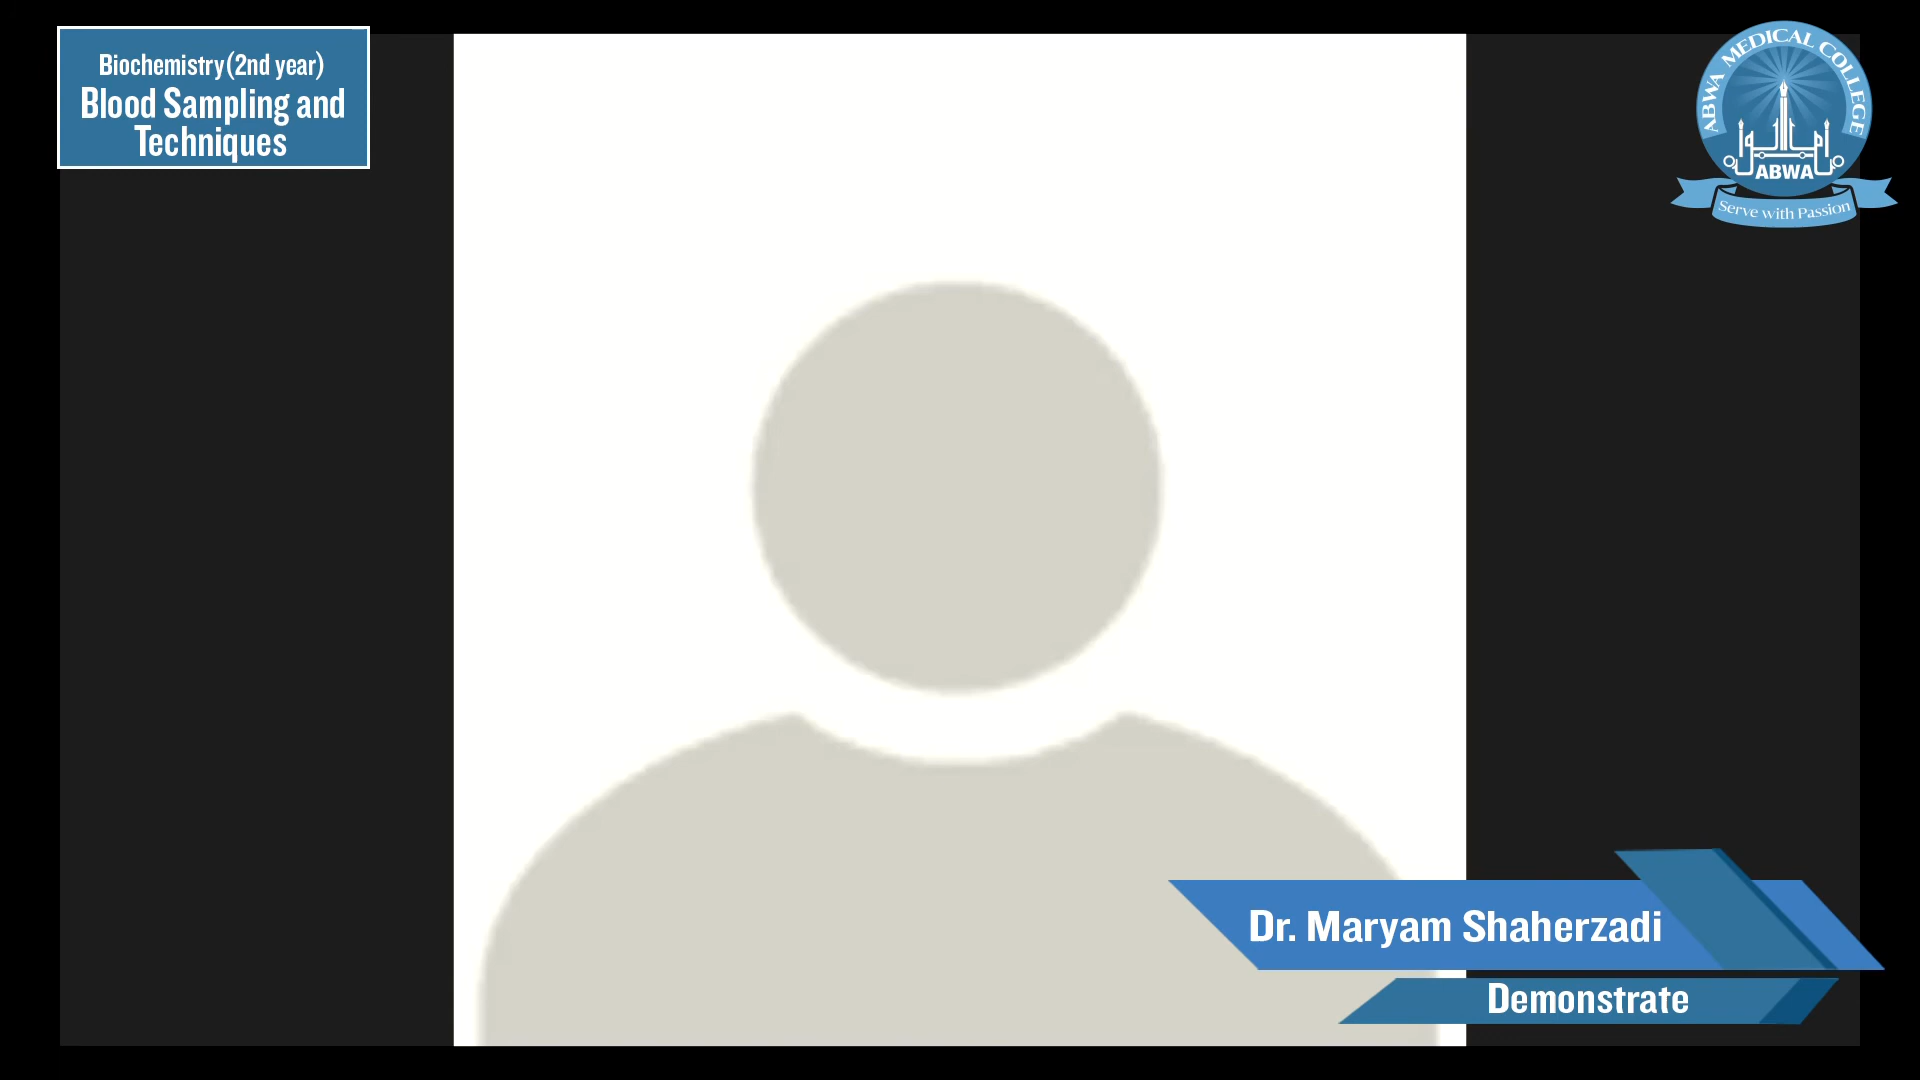 Biochemistry(2nd year)
Blood Sampling and
Techniques
ABWA MEDICAL COLLEGE
ABWA
Serve with Passion
Dr. Maryam Shaherzadi
Demonstrate